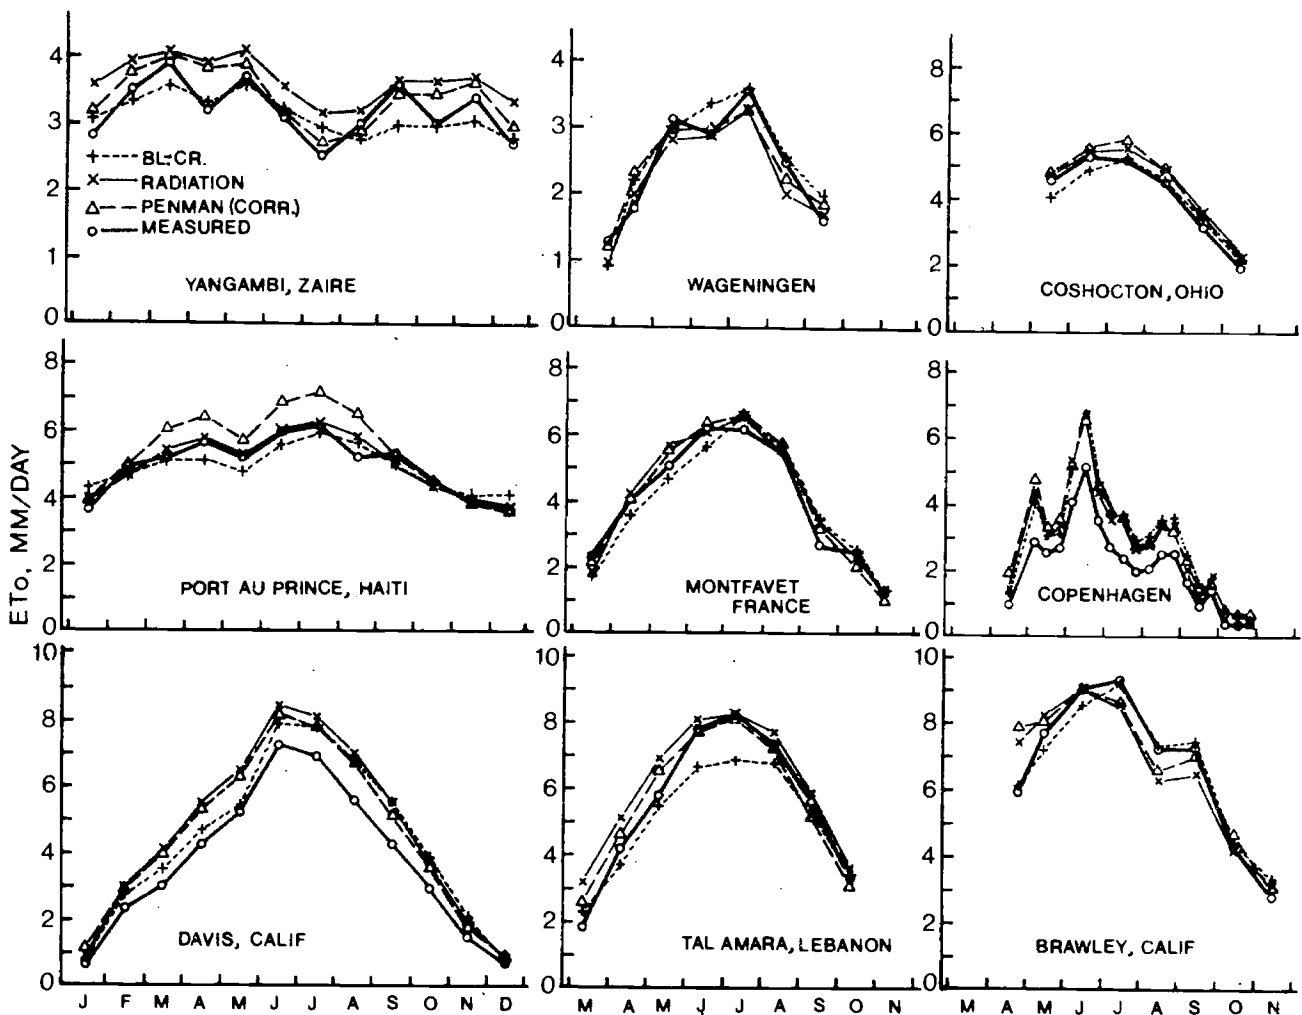 4
3
2
1
0
+-----BL-CR.
×——RADIATION
△— —PENMAN (CORR.)
○——MEASURED
YANGAMBI, ZAIRE
4
3
2
1
0
WAGENINGEN
8
6
4
2
0
COSHOCTON, OHIO
ETo, MM/DAY
8
6
4
2
0
PORT AU PRINCE, HAITI
8
6
4
2
0
MONTFAVET
FRANCE
8
6
4
2
0
COPENHAGEN
10
8
6
4
2
0
DAVIS, CALIF
J F M A M J J A S O N D
10
8
6
4
2
0
TAL AMARA, LEBANON
M A M J J A S O N
10
8
6
4
2
0
BRAWLEY, CALIF
M A M J J A S O N